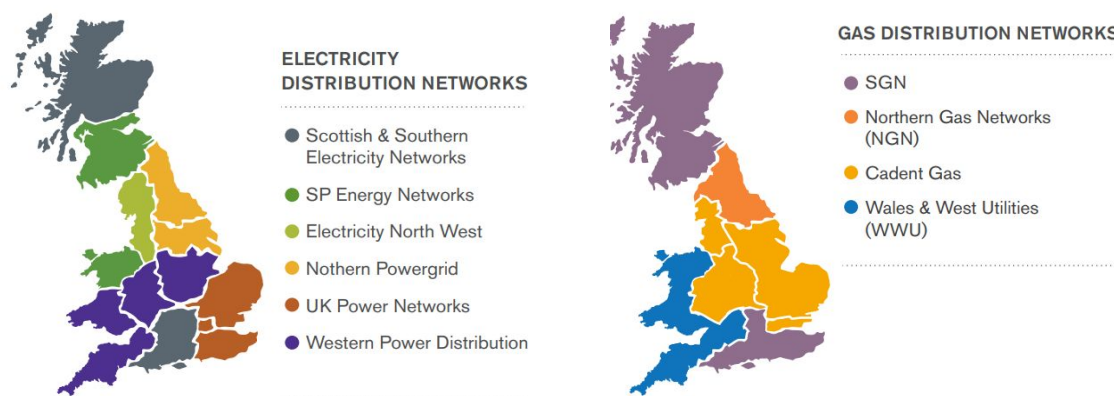 ELECTRICITY
DISTRIBUTION NETWORKS
Scottish & Southern
Electricity Networks
SP Energy Networks
Electricity North West
Nothern Powergrid
UK Power Networks
Western Power Distribution
GAS DISTRIBUTION NETWORKS
SGN
Northern Gas Networks
(NGN)
Cadent Gas
Wales & West Utilities
(WWU)